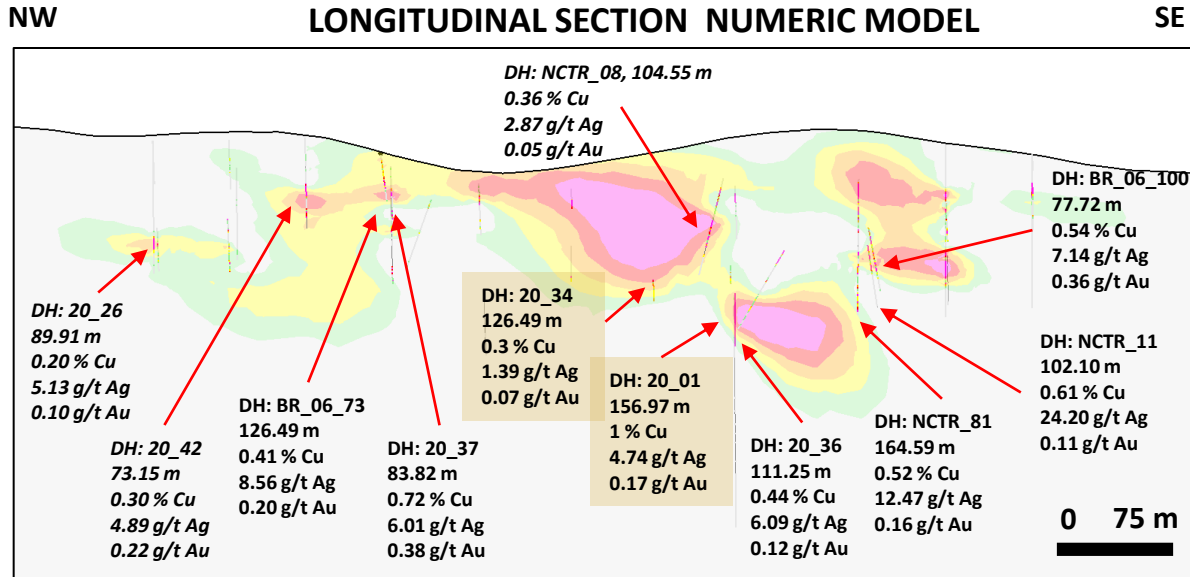 NW
LONGITUDINAL SECTION NUMERIC MODEL
SE
DH: NCTR_08, 104.55 m
0.36 % Cu
2.87 g/t Ag
0.05 g/t Au
DH: BR_06_100
77.72 m
0.54 % Cu
7.14 g/t Ag
0.36 g/t Au
DH: 20_26
89.91 m
0.20 % Cu
5.13 g/t Ag
0.10 g/t Au
DH: 20_42
73.15 m
0.30 % Cu
4.89 g/t Ag
0.22 g/t Au
DH: BR_06_73
126.49 m
0.41 % Cu
8.56 g/t Ag
0.20 g/t Au
DH: 20_37
83.82 m
0.72 % Cu
6.01 g/t Ag
0.38 g/t Au
DH: 20_34
126.49 m
0.3 % Cu
1.39 g/t Ag
0.07 g/t Au
DH: 20_01
156.97 m
1 % Cu
4.74 g/t Ag
0.17 g/t Au
DH: 20_36
111.25 m
0.44 % Cu
6.09 g/t Ag
0.12 g/t Au
DH: NCTR_81
164.59 m
0.52 % Cu
12.47 g/t Ag
0.16 g/t Au
DH: NCTR_11
102.10 m
0.61 % Cu
24.20 g/t Ag
0.11 g/t Au
0 75 m